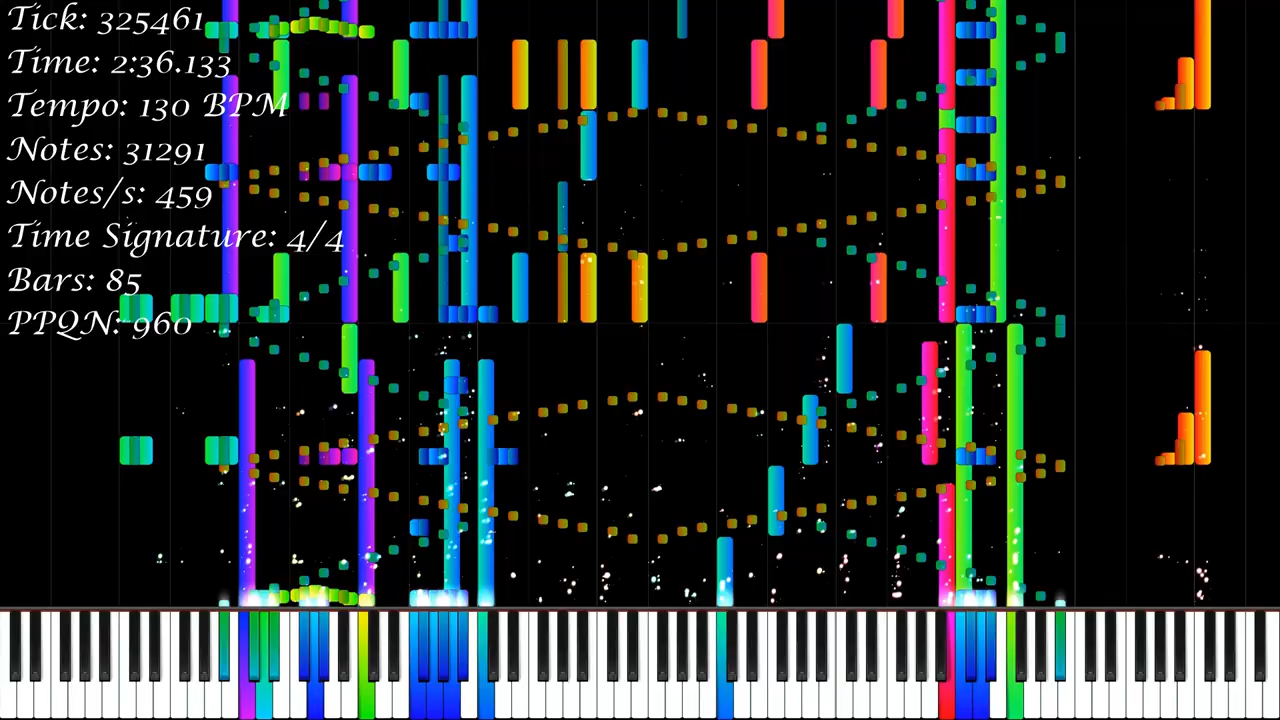 Tick: 325461
Time: 2:36.133
Tempo: 130 BPM
Notes: 31291
Notes/s: 459
Time Signature: 4/4
Bars: 85
PPQN: 960